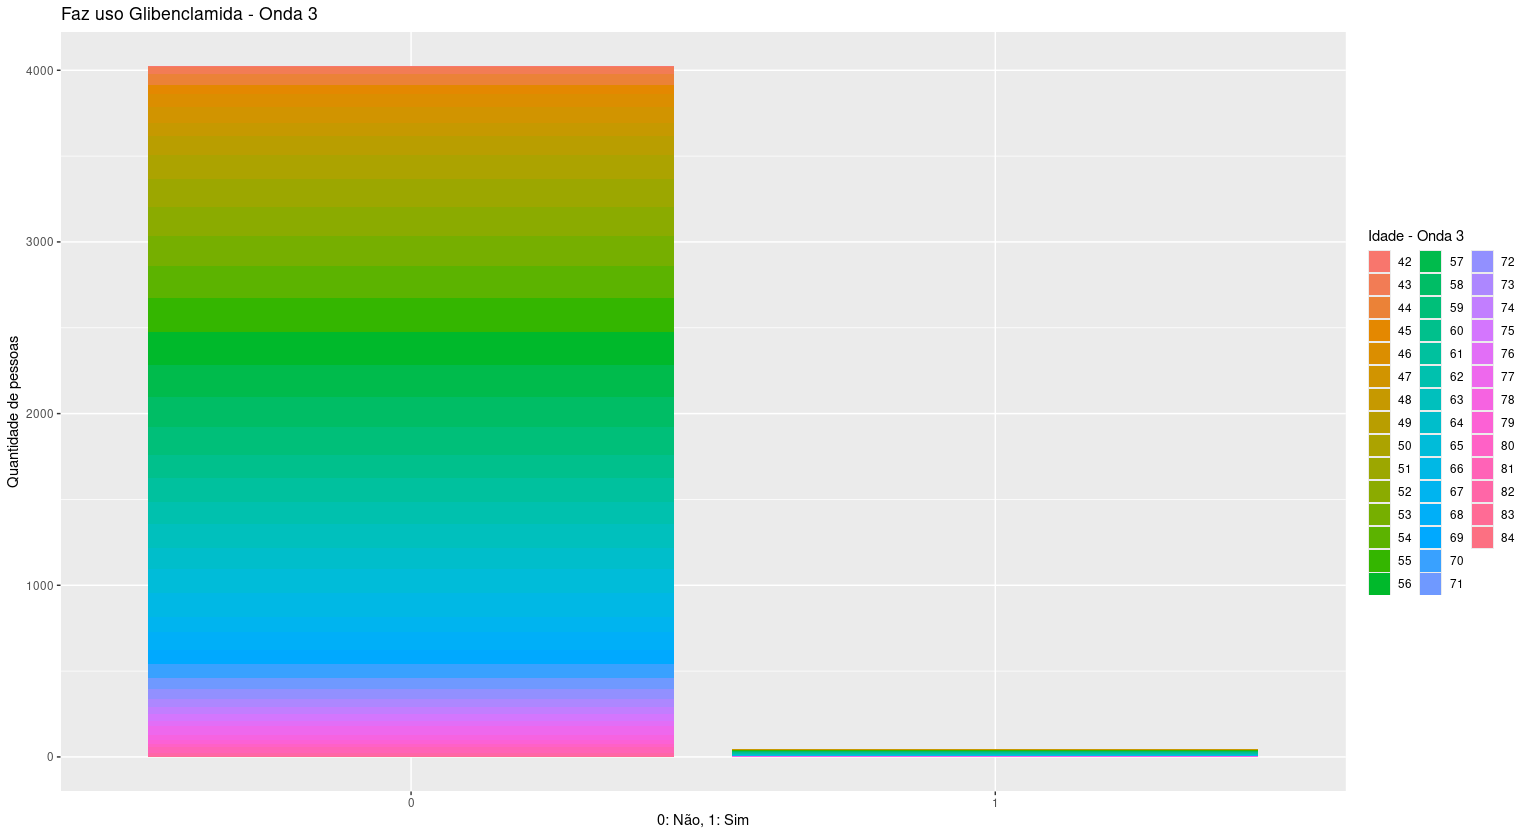 Faz uso Glibenclamida - Onda 3
Quantidade de pessoas
4000
3000
2000
1000
0
0 1
0: Não, 1: Sim
Idade - Onda 3
42 57 72
43 58 73
44 59 74
45 60 75
46 61 76
47 62 77
48 63 78
49 64 79
50 65 80
51 66 81
52 67 82
53 68 83
54 69 84
55 70
56 71